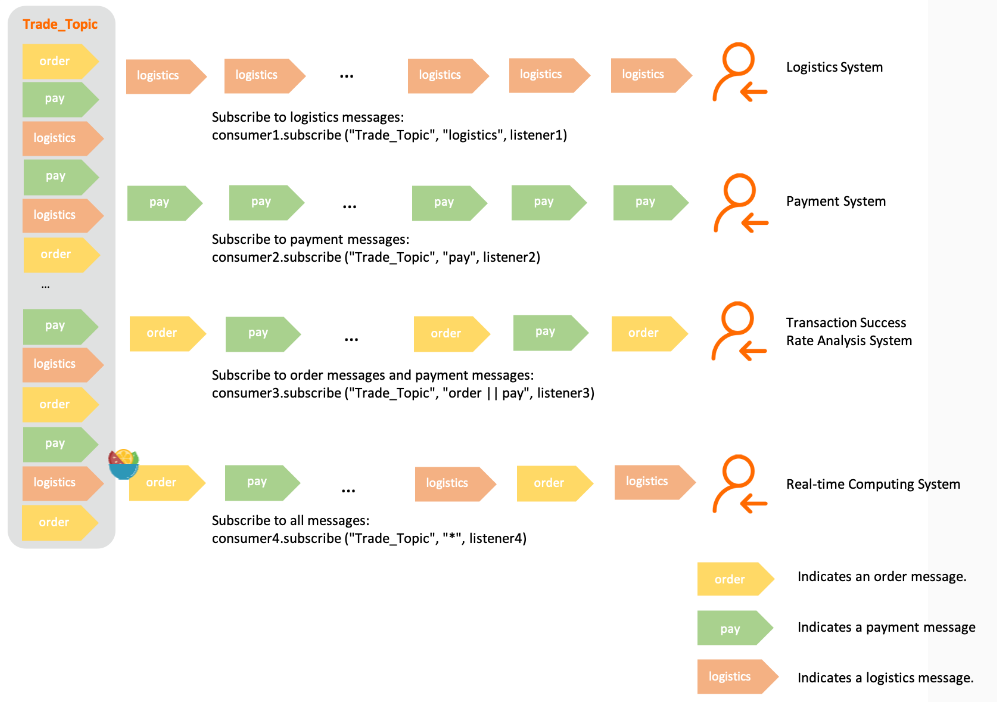 Trade_Topic
order
pay
logistics
pay
logistics
order
...
pay
logistics
order
pay
logistics
order
logistics
logistics
...
logistics
logistics
logistics
Logistics System
Subscribe to logistics messages:
consumer1.subscribe ("Trade_Topic", "logistics", listener1)
pay
pay
...
pay
pay
pay
Payment System
Subscribe to payment messages:
consumer2.subscribe ("Trade_Topic", "pay", listener2)
order
pay
...
order
pay
order
Transaction Success
Rate Analysis System
Subscribe to order messages and payment messages:
consumer3.subscribe ("Trade_Topic", "order || pay", listener3)
order
pay
...
logistics
order
logistics
Real-time Computing System
Subscribe to all messages:
consumer4.subscribe ("Trade_Topic", "*", listener4)
order
Indicates an order message.
pay
Indicates a payment message
logistics
Indicates a logistics message.